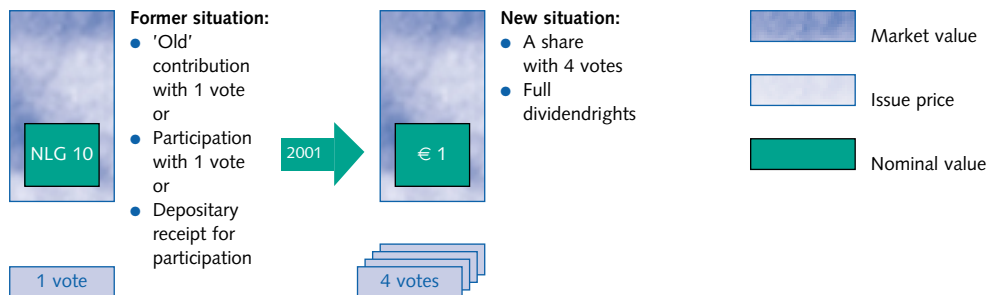 Former situation:
'Old'
contribution
with 1 vote
or
Participation
with 1 vote
or
Depositary
receipt for
participation
NLG 10
1 vote
2001
New situation:
A share
with 4 votes
Full
dividendrights
€ 1
4 votes
Market value
Issue price
Nominal value